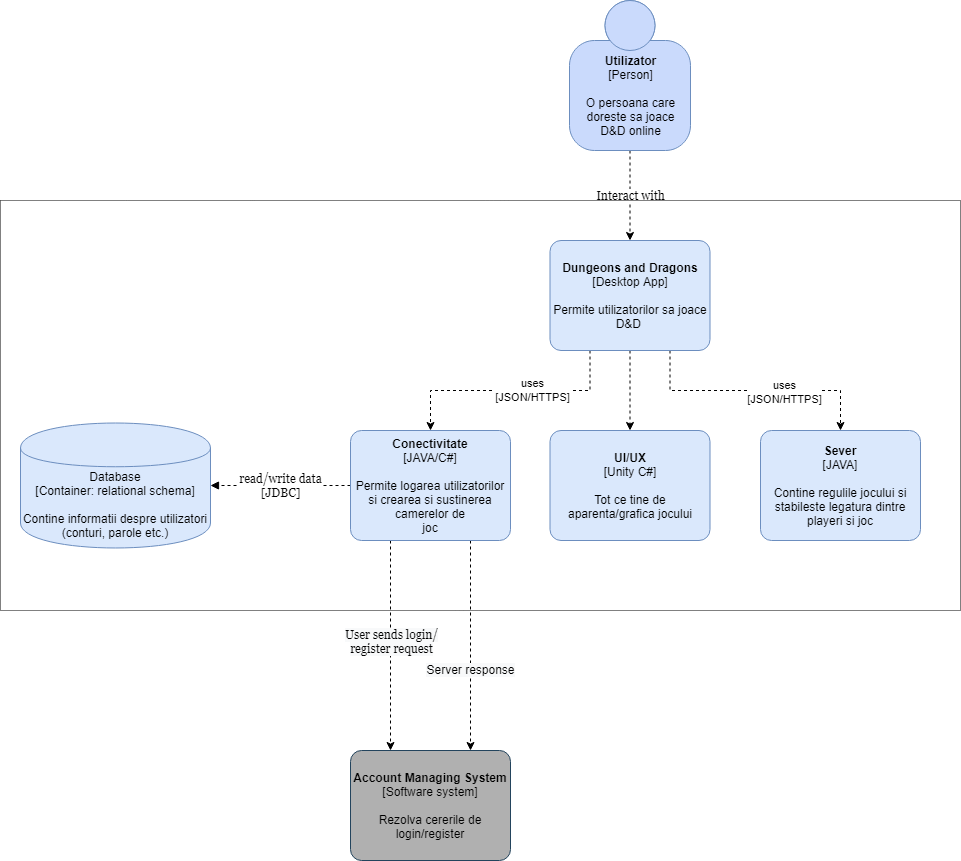 Utilizator
[Person]
O persoana care
doreste sa joace
D&D online
Interact with
Dungeons and Dragons
[Desktop App]
Permite utilizatorilor sa joace
D&D
uses
[JSON/HTTPS]
uses
[JSON/HTTPS]
Database
[Container: relational schema]
Contine informatii despre utilizatori
(conturi, parole etc.)
read/write data
[JDBC]
Conectivitate
[JAVA/C#]
Permite logarea utilizatorilor
si crearea si sustinerea
camerelor de
joc
UI/UX
[Unity C#]
Tot ce tine de
aparenta/grafica jocului
Sever
[JAVA]
Contine regulile jocului si
stabileste legatura dintre
playeri si joc
User sends login/
register request
Server response
Account Managing System
[Software system]
Rezolva cererile de
login/register